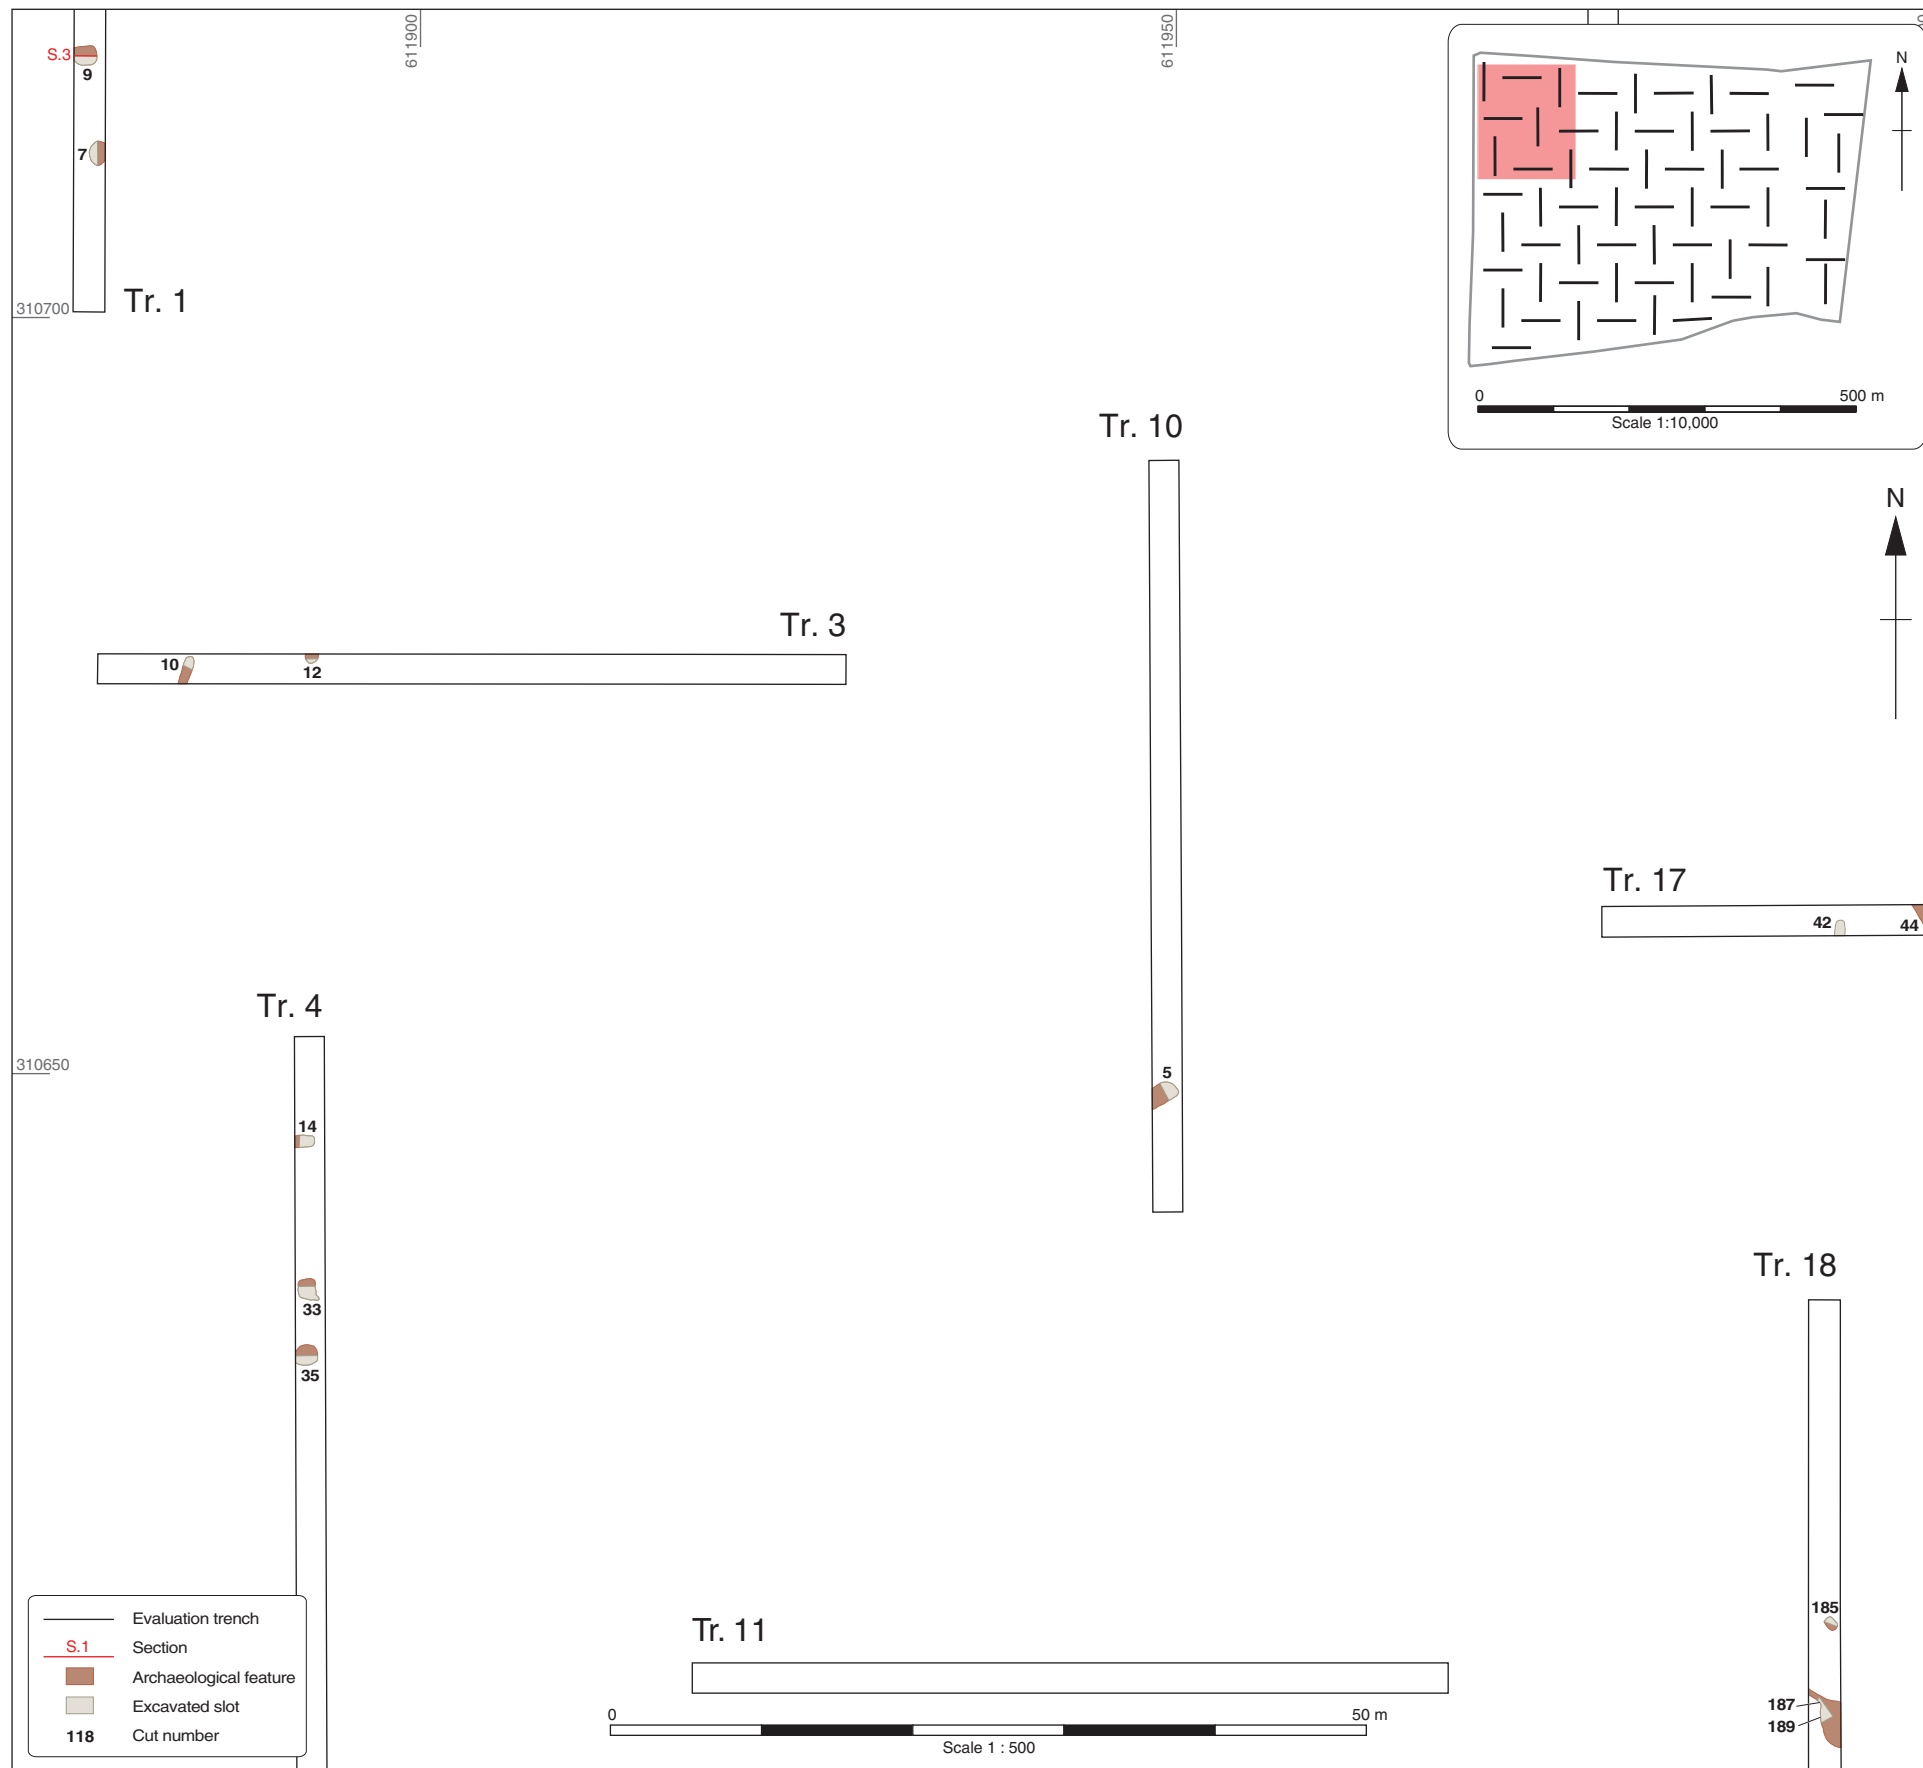 611900
611950
S.3
9
7
310700
Tr. 1
N
0
500 m
Scale 1:10,000
Tr. 10
N
Tr. 3
10
12
Tr. 17
42
44
Tr. 4
310650
5
14
33
35
Tr. 18
185
187
189
Tr. 11
0
50 m
Scale 1 : 500
Evaluation trench
S.1
Section
Archaeological feature
Excavated slot
118
Cut number